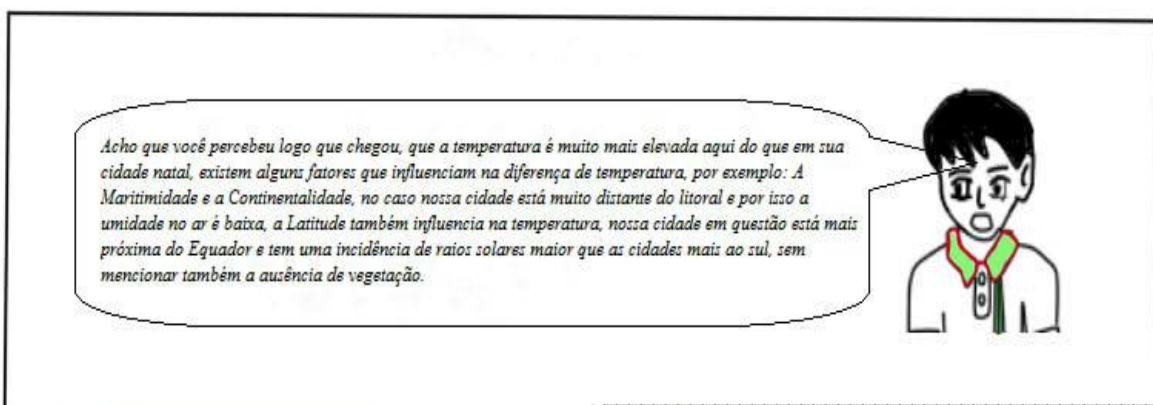 Acho que você percebeu logo que chegou, que a temperatura é muito mais elevada aqui do que em sua
cidade natal, existem alguns fatores que influenciam na diferença de temperatura, por exemplo: A
Maritimidade e a Continentalidade, no caso nossa cidade está muito distante do litoral e por isso a
umidade no ar é baixa, a Latitude também influencia na temperatura, nossa cidade em questão está mais
próxima do Equador e tem uma incidência de raios solares maior que as cidades mais ao sul, sem
mencionar também a ausência de vegetação.